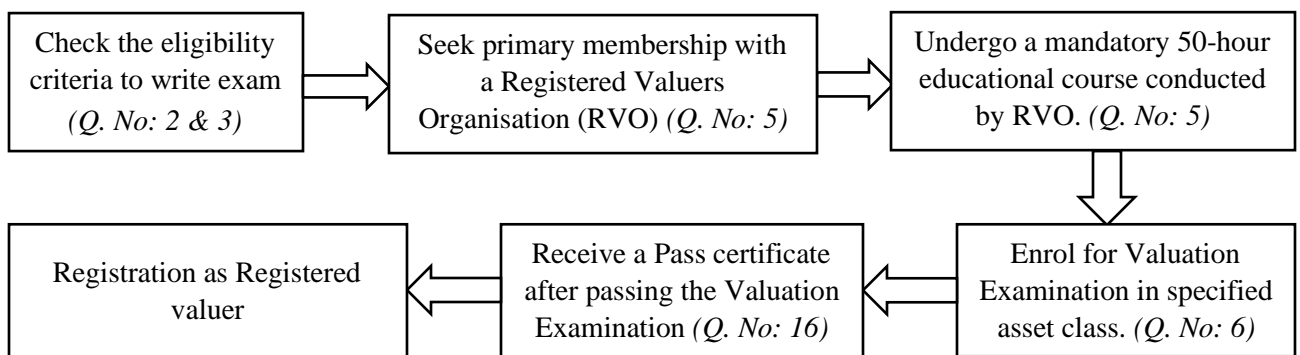 Check the eligibility
criteria to write exam
(Q. No: 2 & 3)
Seek primary membership with
a Registered Valuers
Organisation (RVO) (Q. No: 5)
Undergo a mandatory 50-hour
educational course conducted
by RVO. (Q. No: 5)
Enrol for Valuation
Examination in specified
asset class. (Q. No: 6)
Receive a Pass certificate
after passing the Valuation
Examination (Q. No: 16)
Registration as Registered
valuer